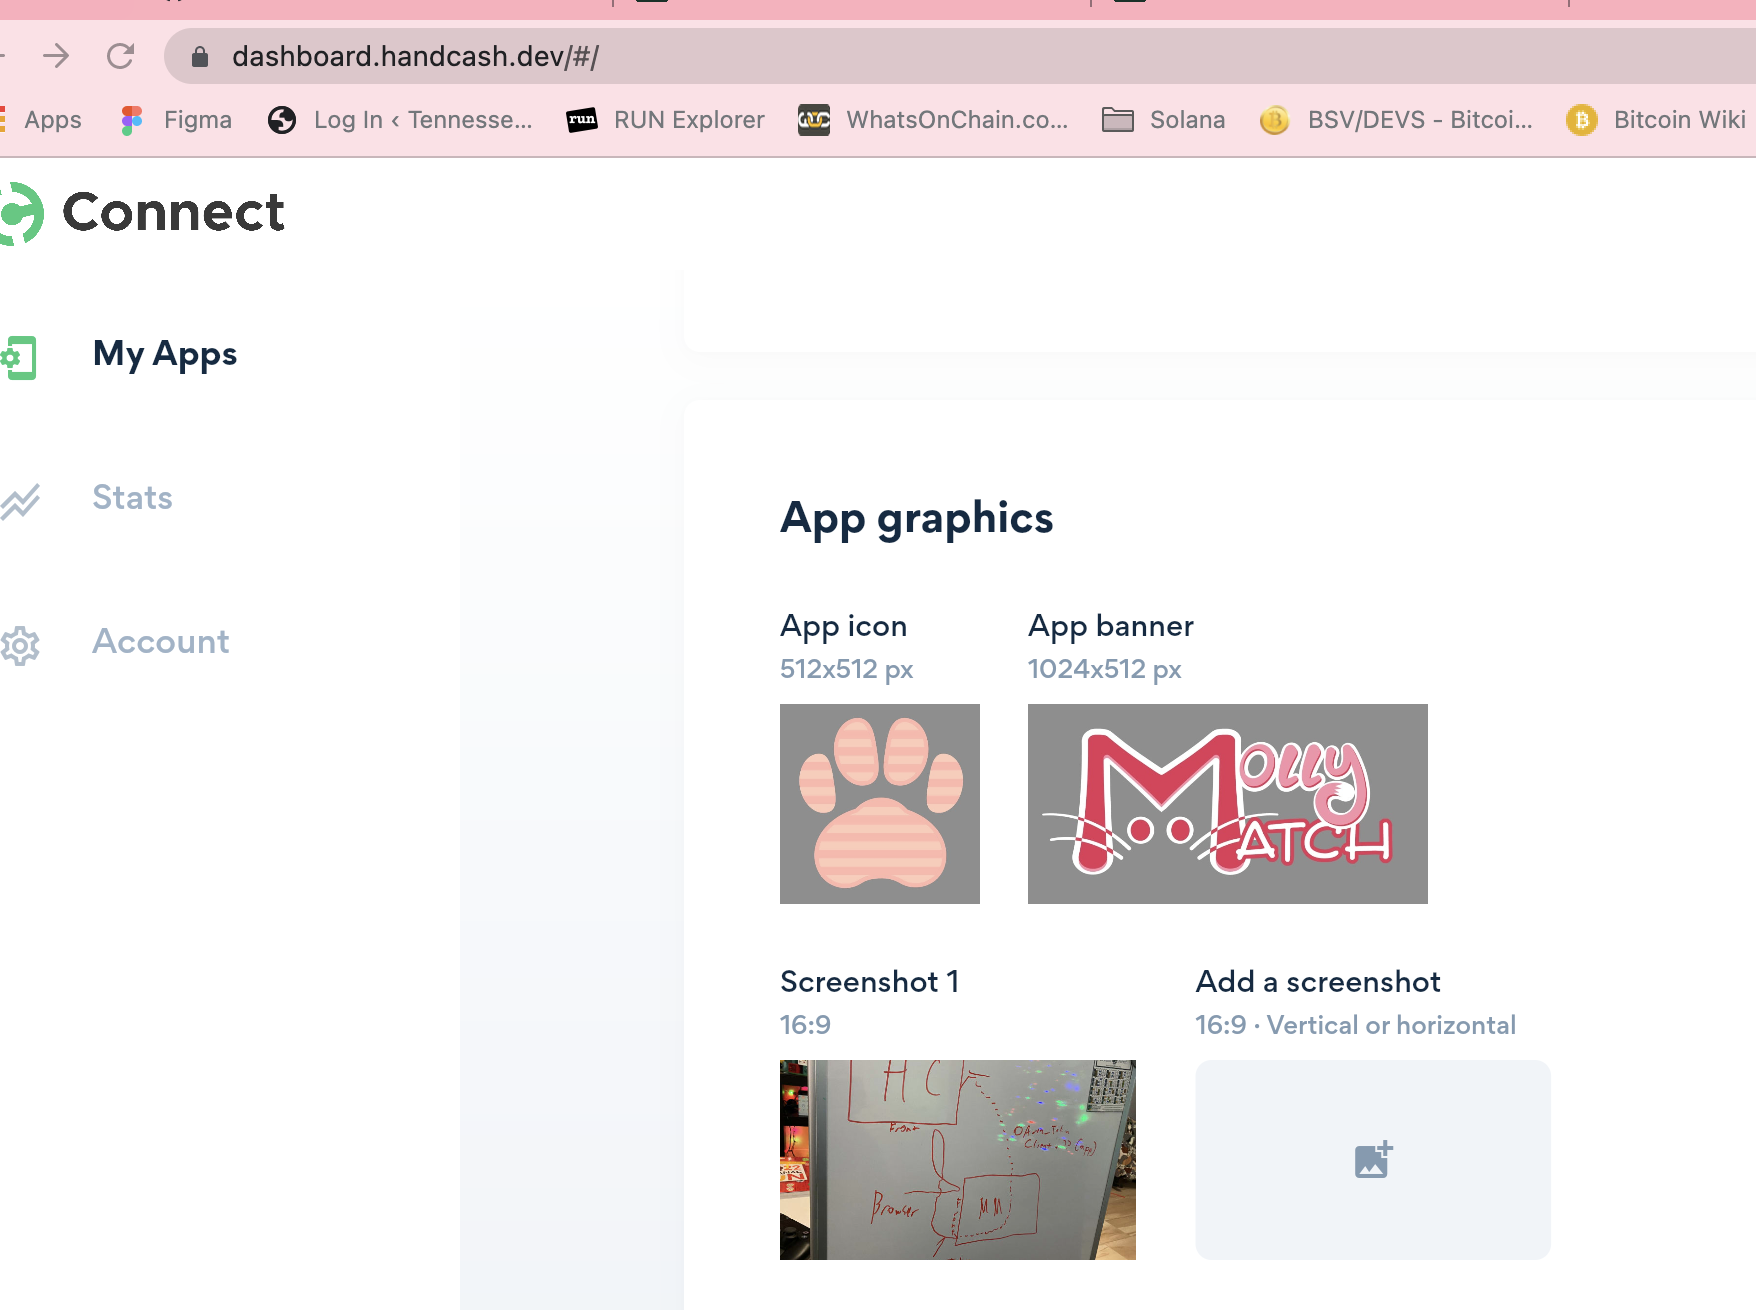 dashboard.handcash.dev/#/
Apps
Figma
Log In ‹ Tennesse...
run
RUN Explorer
WhatsOnChain.co...
Solana
BSV/DEVS - Bitcoi...
Bitcoin Wiki
Connect
My Apps
Stats
Account
App graphics
App icon
512x512 px
App banner
1024x512 px
Molly
Match
Screenshot 1
16:9
Add a screenshot
16:9 · Vertical or horizontal
H C
Front
Browser
MM